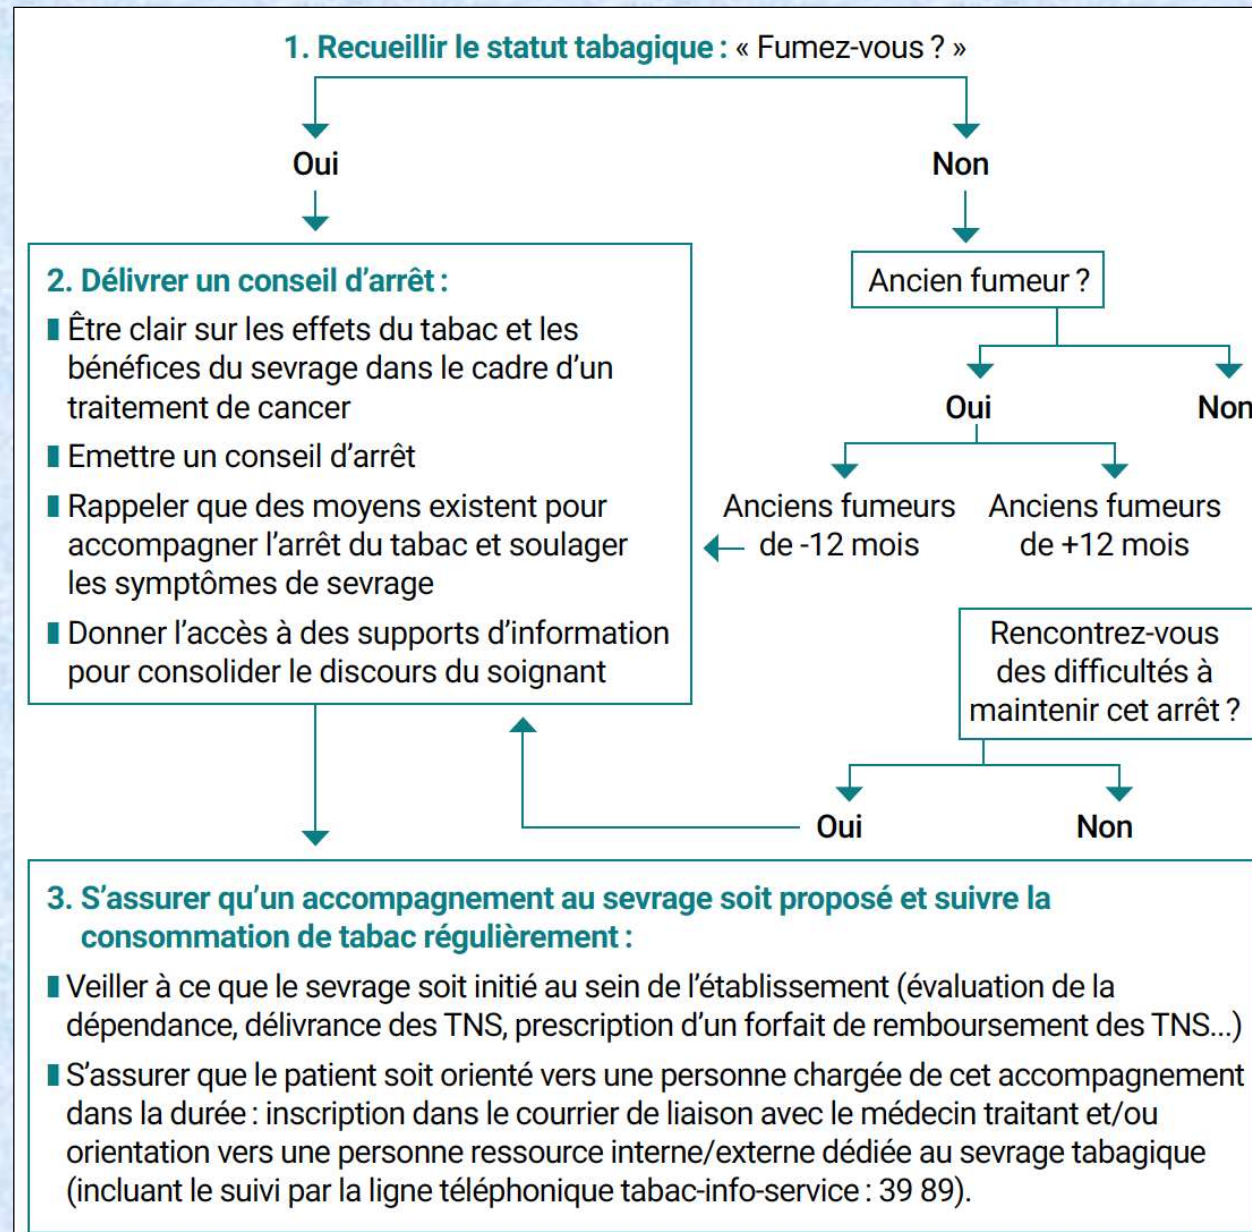 1. Recueillir le statut tabagique : « Fumez-vous ? »
Oui
Non
2. Délivrer un conseil d’arrêt :
Être clair sur les effets du tabac et les
bénéfices du sevrage dans le cadre d’un
traitement de cancer
Emettre un conseil d’arrêt
Rappeler que des moyens existent pour
accompagner l’arrêt du tabac et soulager
les symptômes de sevrage
Donner l’accès à des supports d’information
pour consolider le discours du soignant
Ancien fumeur ?
Oui
Non
Anciens fumeurs
de -12 mois
Anciens fumeurs
de +12 mois
Rencontrez-vous
des difficultés à
maintenir cet arrêt ?
Oui
Non
3. S’assurer qu’un accompagnement au sevrage soit proposé et suivre la
consommation de tabac régulièrement :
Veiller à ce que le sevrage soit initié au sein de l’établissement (évaluation de la
dépendance, délivrance des TNS, prescription d’un forfait de remboursement des TNS...)
S’assurer que le patient soit orienté vers une personne chargée de cet accompagnement
dans la durée : inscription dans le courrier de liaison avec le médecin traitant et/ou
orientation vers une personne ressource interne/externe dédiée au sevrage tabagique
(incluant le suivi par la ligne téléphonique tabac-info-service : 39 89).